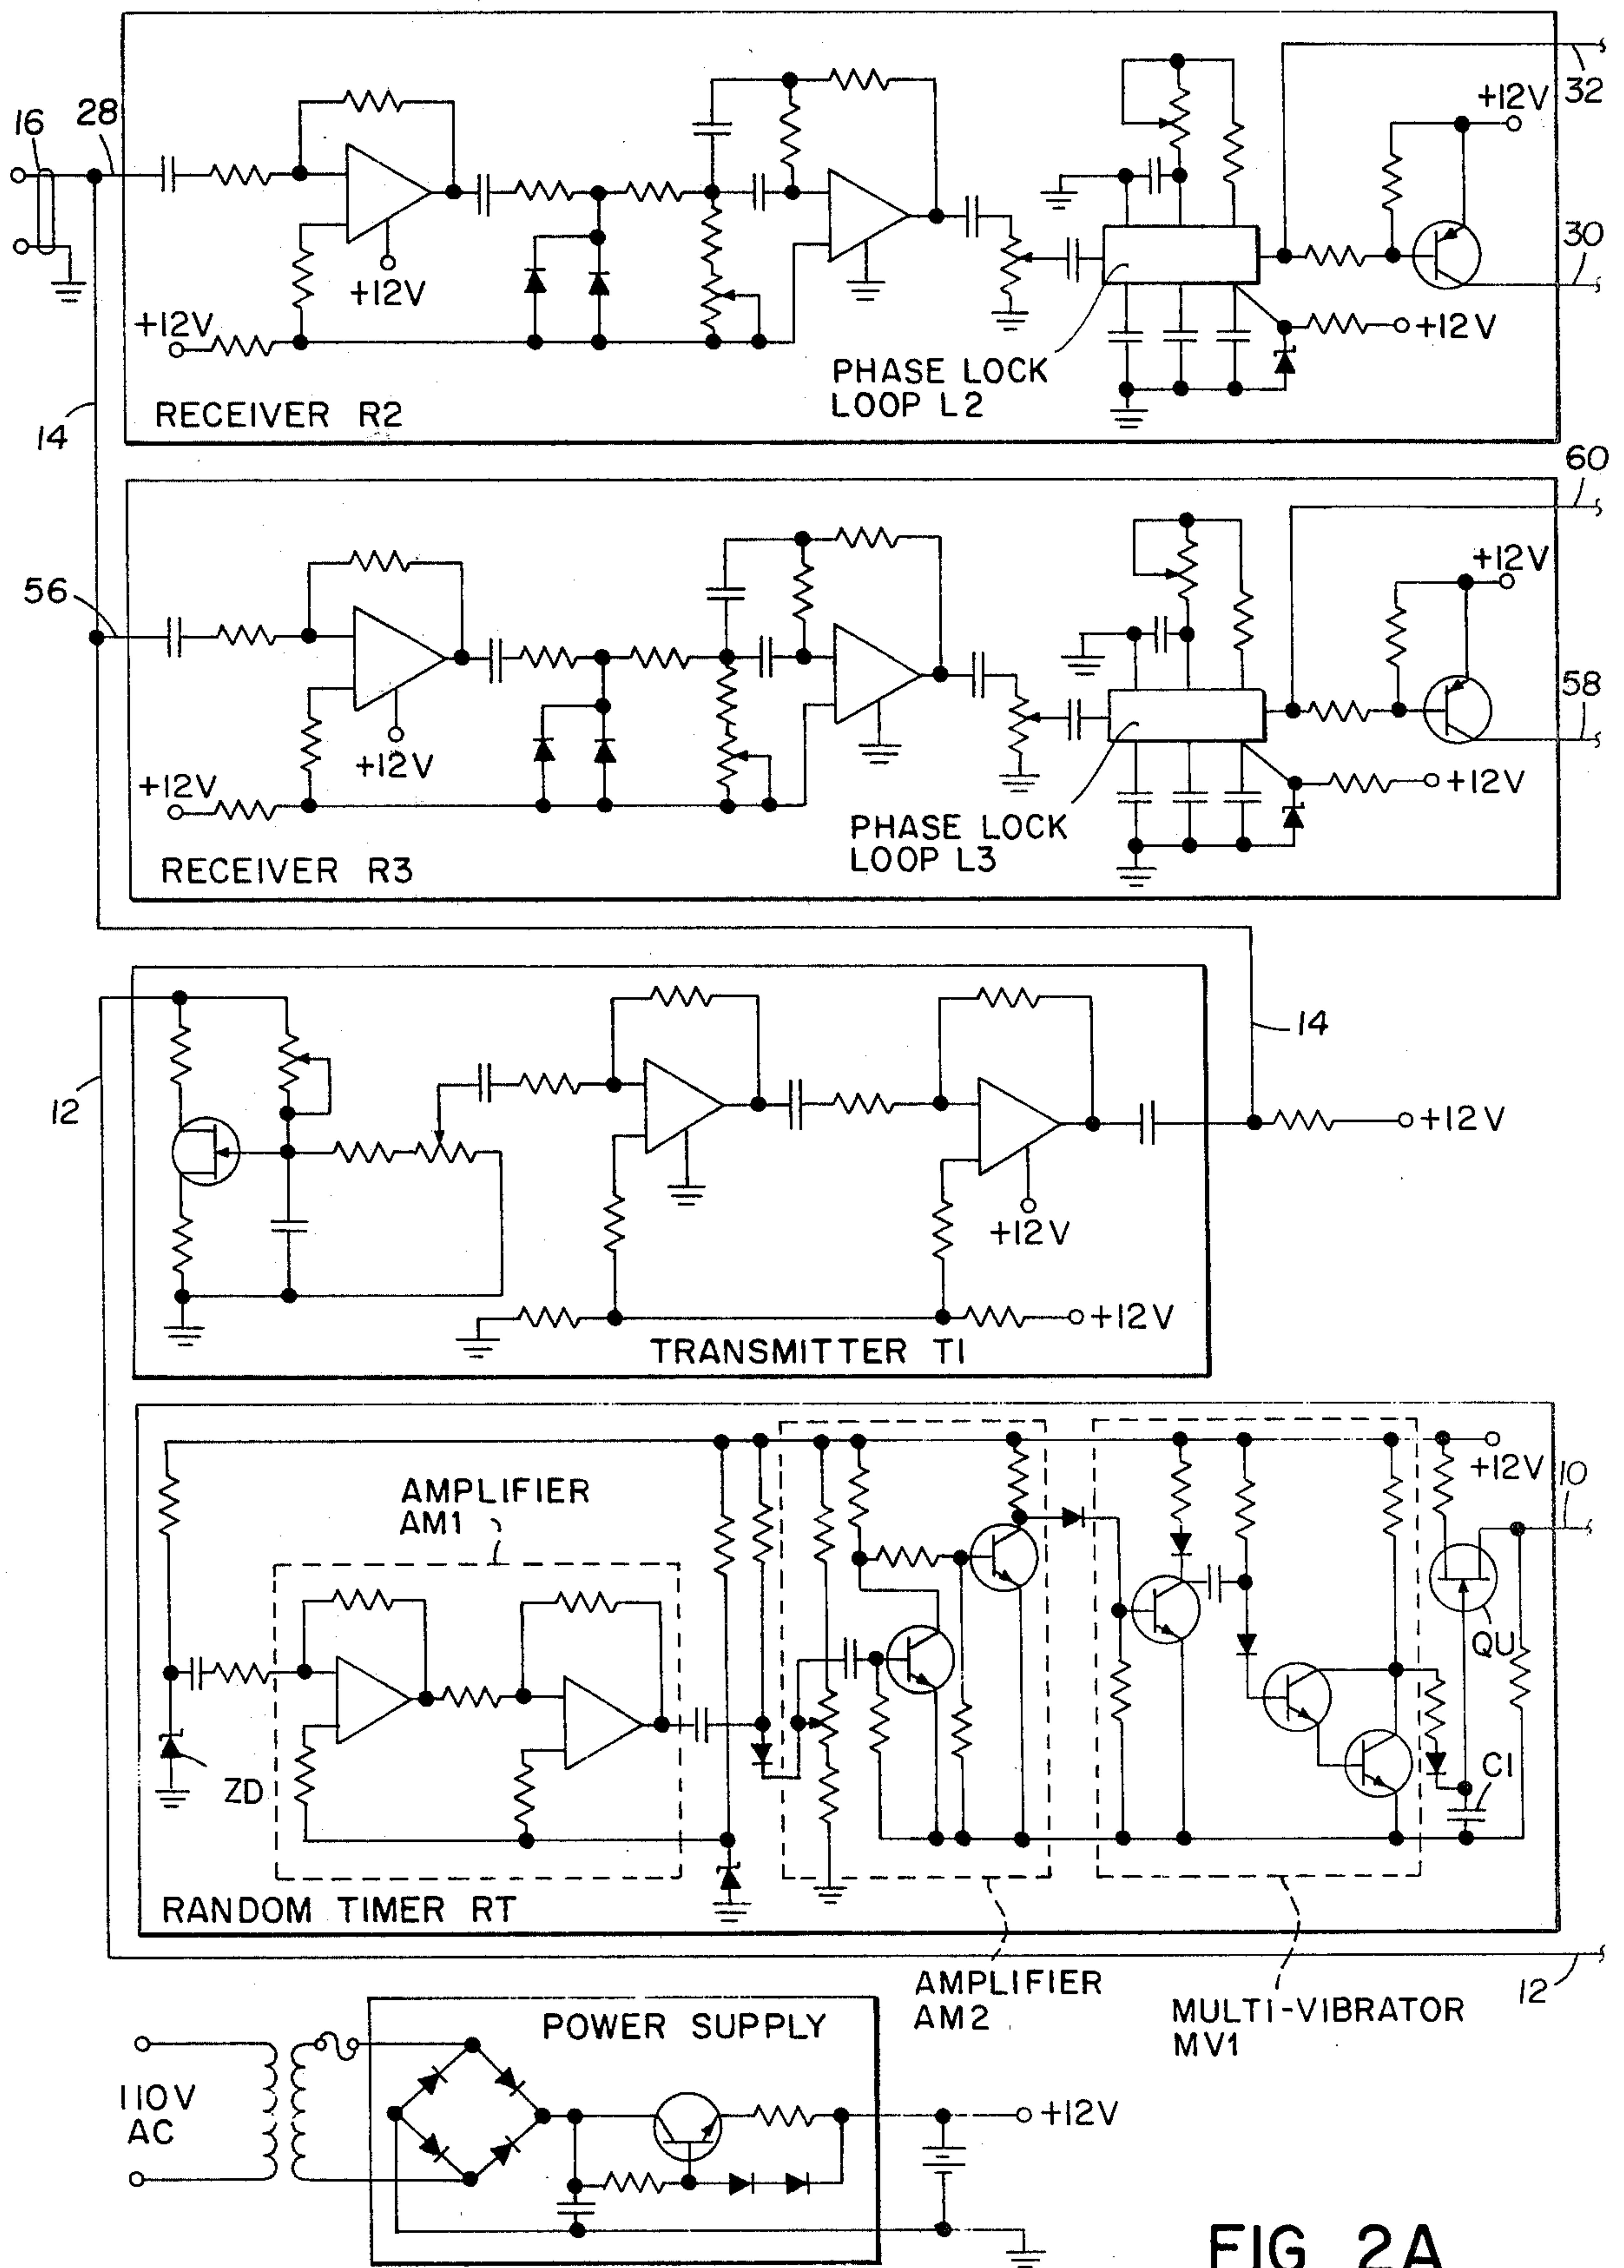 32
+12V
16
28
30
+12V
+12V
+12V
PHASE LOCK
LOOP L2
14
RECEIVER R2
60
+12V
56
58
+12V
+12V
+12V
PHASE LOCK
LOOP L3
RECEIVER R3
14
12
+12V
+12V
+12V
TRANSMITTER T1
+12V
10
AMPLIFIER
AM1
QU
ZD
C1
RANDOM TIMER RT
AMPLIFIER
AM2
12
MULTI-VIBRATOR
MV1
POWER SUPPLY
110V
AC
+12V
FIG 2A